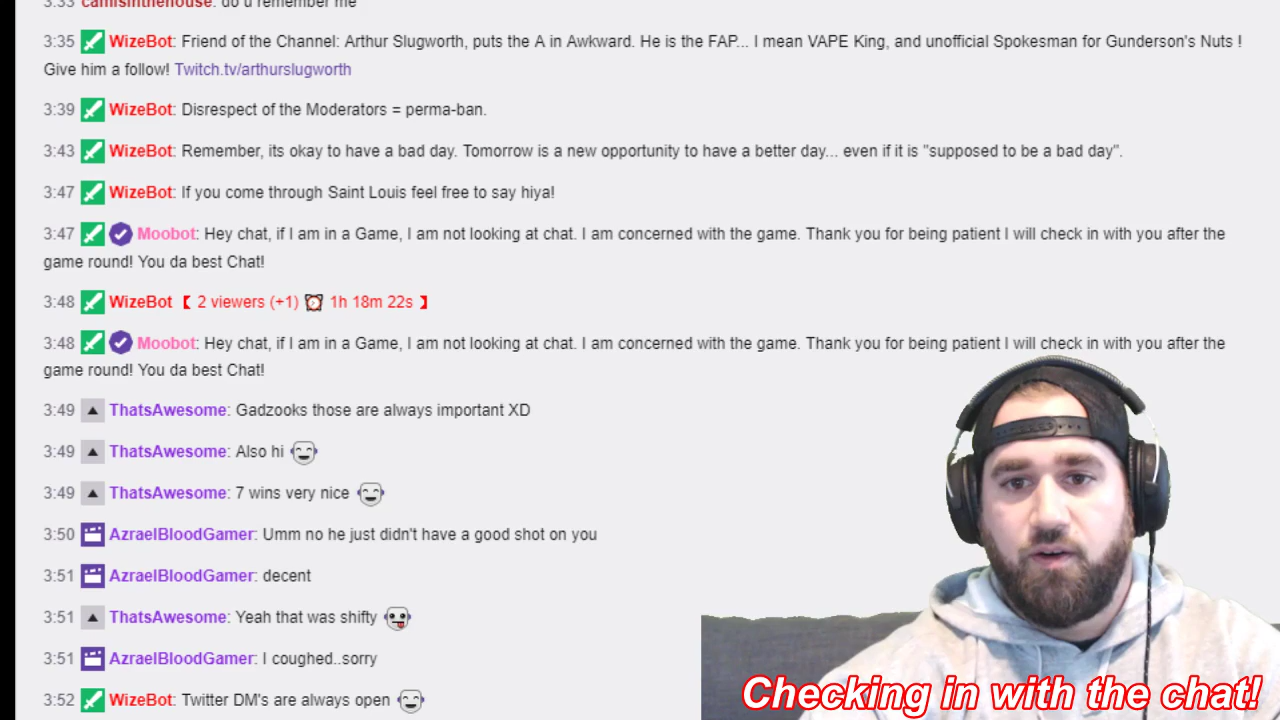 3:33 camisinthehouse: do u remember me
3:35 WizeBot: Friend of the Channel: Arthur Slugworth, puts the A in Awkward. He is the FAP... I mean VAPE King, and unofficial Spokesman for Gunderson's Nuts !
Give him a follow! Twitch.tv/arthurslugworth
3:39 WizeBot: Disrespect of the Moderators = perma-ban.
3:43 WizeBot: Remember, its okay to have a bad day. Tomorrow is a new opportunity to have a better day... even if it is "supposed to be a bad day".
3:47 WizeBot: If you come through Saint Louis feel free to say hiya!
3:47 Moobot: Hey chat, if I am in a Game, I am not looking at chat. I am concerned with the game. Thank you for being patient I will check in with you after the
game round! You da best Chat!
3:48 WizeBot 【 2 viewers (+1) ⏰ 1h 18m 22s 】
3:48 Moobot: Hey chat, if I am in a Game, I am not looking at chat. I am concerned with the game. Thank you for being patient I will check in with you after the
game round! You da best Chat!
3:49 ThatsAwesome: Gadzooks those are always important XD
3:49 ThatsAwesome: Also hi
3:49 ThatsAwesome: 7 wins very nice
3:50 AzraelBloodGamer: Umm no he just didn't have a good shot on you
3:51 AzraelBloodGamer: decent
3:51 ThatsAwesome: Yeah that was shifty
3:51 AzraelBloodGamer: I coughed..sorry
3:52 WizeBot: Twitter DM's are always open
Checking in with the chat!